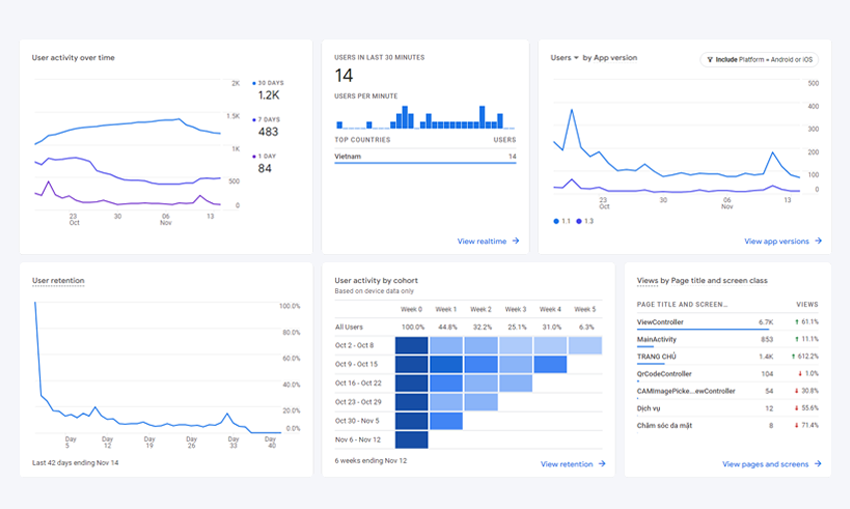 User activity over time
2K
1.5K
1K
500
0
30 DAYS
1.2K
7 DAYS
483
1 DAY
84
23
Oct
30
06
Nov
13
USERS IN LAST 30 MINUTES
14
USERS PER MINUTE
TOP COUNTRIES USERS
Vietnam 14
View realtime
Users by App version
Include Platform = Android or iOS
500
400
300
200
100
0
23
Oct
30
06
Nov
13
1.1 1.3
View app versions
User retention
100.0%
80.0%
60.0%
40.0%
20.0%
0.0%
Day
5
Day
12
Day
19
Day
26
Day
33
Day
40
Last 42 days ending Nov 14
User activity by cohort
Based on device data only
Week 0 Week 1 Week 2 Week 3 Week 4 Week 5
All Users 100.0% 44.8% 32.2% 25.1% 31.0% 6.3%
Oct 2 - Oct 8
Oct 9 - Oct 15
Oct 16 - Oct 22
Oct 23 - Oct 29
Oct 30 - Nov 5
Nov 6 - Nov 12
6 weeks ending Nov 12
View retention
Views by Page title and screen class
PAGE TITLE AND SCREEN... VIEWS
ViewController 6.7K 61.1%
MainActivity 853 11.1%
TRANG CHỦ 1.4K 612.2%
QrCodeController 104 1.0%
CAMImagePicke...ewController 54 30.8%
Dịch vụ 12 55.6%
Chăm sóc da mặt 8 71.4%
View pages and screens